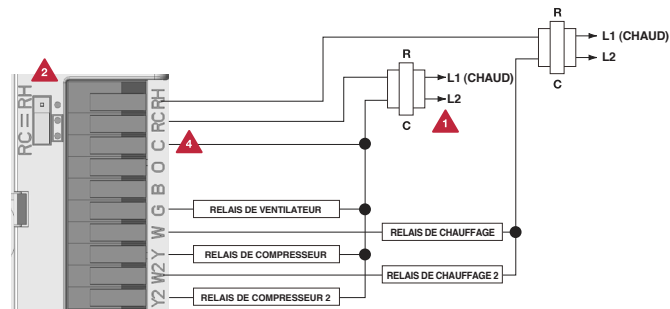 R
L1 (CHAUD)
L2
C
R
L1 (CHAUD)
L2
C
2
1
4
RC = RH
RH
RC
C
O
B
G
W
Y
W2
Y2
RELAIS DE VENTILATEUR
RELAIS DE CHAUFFAGE
RELAIS DE COMPRESSEUR
RELAIS DE CHAUFFAGE 2
RELAIS DE COMPRESSEUR 2